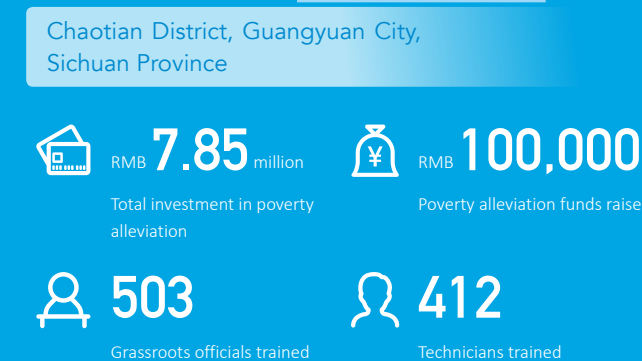 Chaotian District, Guangyuan City,
Sichuan Province
RMB 7.85 million
Total investment in poverty
alleviation
¥
RMB 100,000
Poverty alleviation funds raise
503
Grassroots officials trained
412
Technicians trained